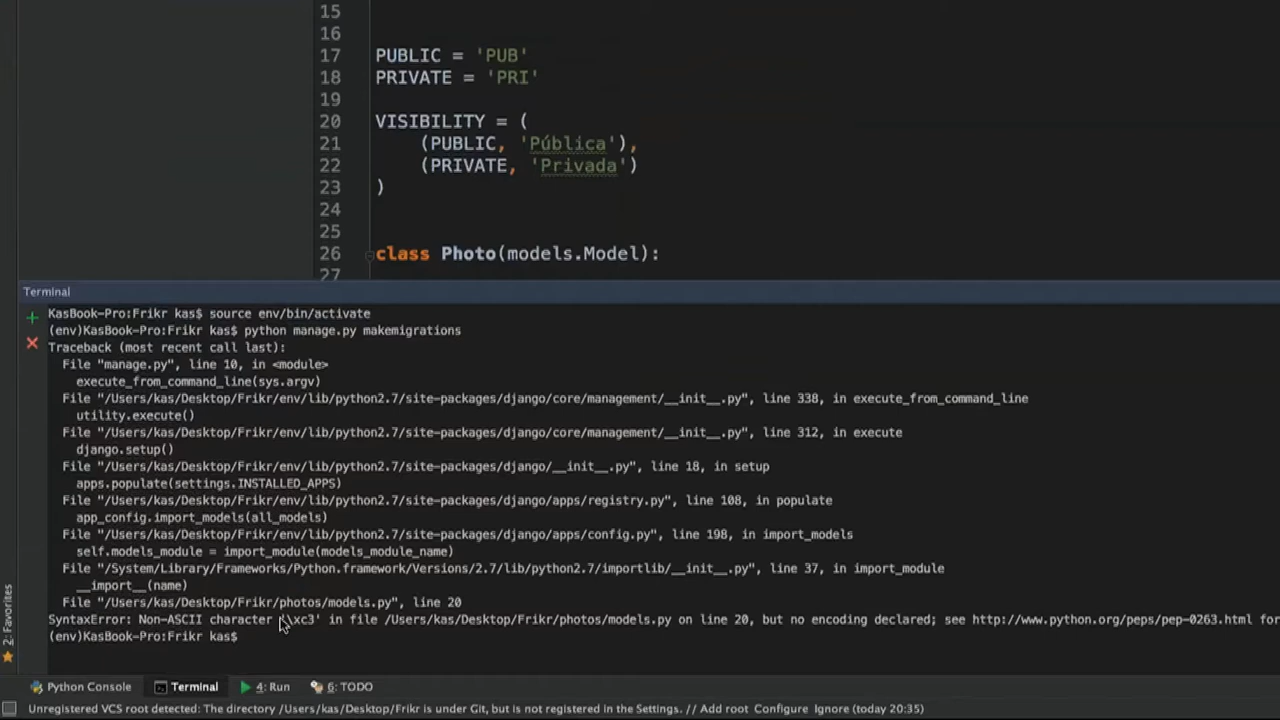 15
16
17 PUBLIC = 'PUB'
18 PRIVATE = 'PRI'
19
20 VISIBILITY = (
21 (PUBLIC, 'Pública'),
22 (PRIVATE, 'Privada')
23 )
24
25
26 class Photo(models.Model):
27
Terminal
KasBook-Pro:Frikr kas$ source env/bin/activate
(env)KasBook-Pro:Frikr kas$ python manage.py makemigrations
Traceback (most recent call last):
File "manage.py", line 10, in <module>
execute_from_command_line(sys.argv)
File "/Users/kas/Desktop/Frikr/env/lib/python2.7/site-packages/django/core/management/__init__.py", line 338, in execute_from_command_line
utility.execute()
File "/Users/kas/Desktop/Frikr/env/lib/python2.7/site-packages/django/core/management/__init__.py", line 312, in execute
django.setup()
File "/Users/kas/Desktop/Frikr/env/lib/python2.7/site-packages/django/__init__.py", line 18, in setup
apps.populate(settings.INSTALLED_APPS)
File "/Users/kas/Desktop/Frikr/env/lib/python2.7/site-packages/django/apps/registry.py", line 108, in populate
app_config.import_models(all_models)
File "/Users/kas/Desktop/Frikr/env/lib/python2.7/site-packages/django/apps/config.py", line 198, in import_models
self.models_module = import_module(models_module_name)
File "/System/Library/Frameworks/Python.framework/Versions/2.7/lib/python2.7/importlib/__init__.py", line 37, in import_module
__import__(name)
File "/Users/kas/Desktop/Frikr/photos/models.py", line 20
SyntaxError: Non-ASCII character '\xc3' in file /Users/kas/Desktop/Frikr/photos/models.py on line 20, but no encoding declared; see http://www.python.org/peps/pep-0263.html for
(env)KasBook-Pro:Frikr kas$
2: Favorites
Python Console Terminal 4: Run 6: TODO
Unregistered VCS root detected: The directory /Users/kas/Desktop/Frikr is under Git, but is not registered in the Settings. // Add root Configure Ignore (today 20:35)